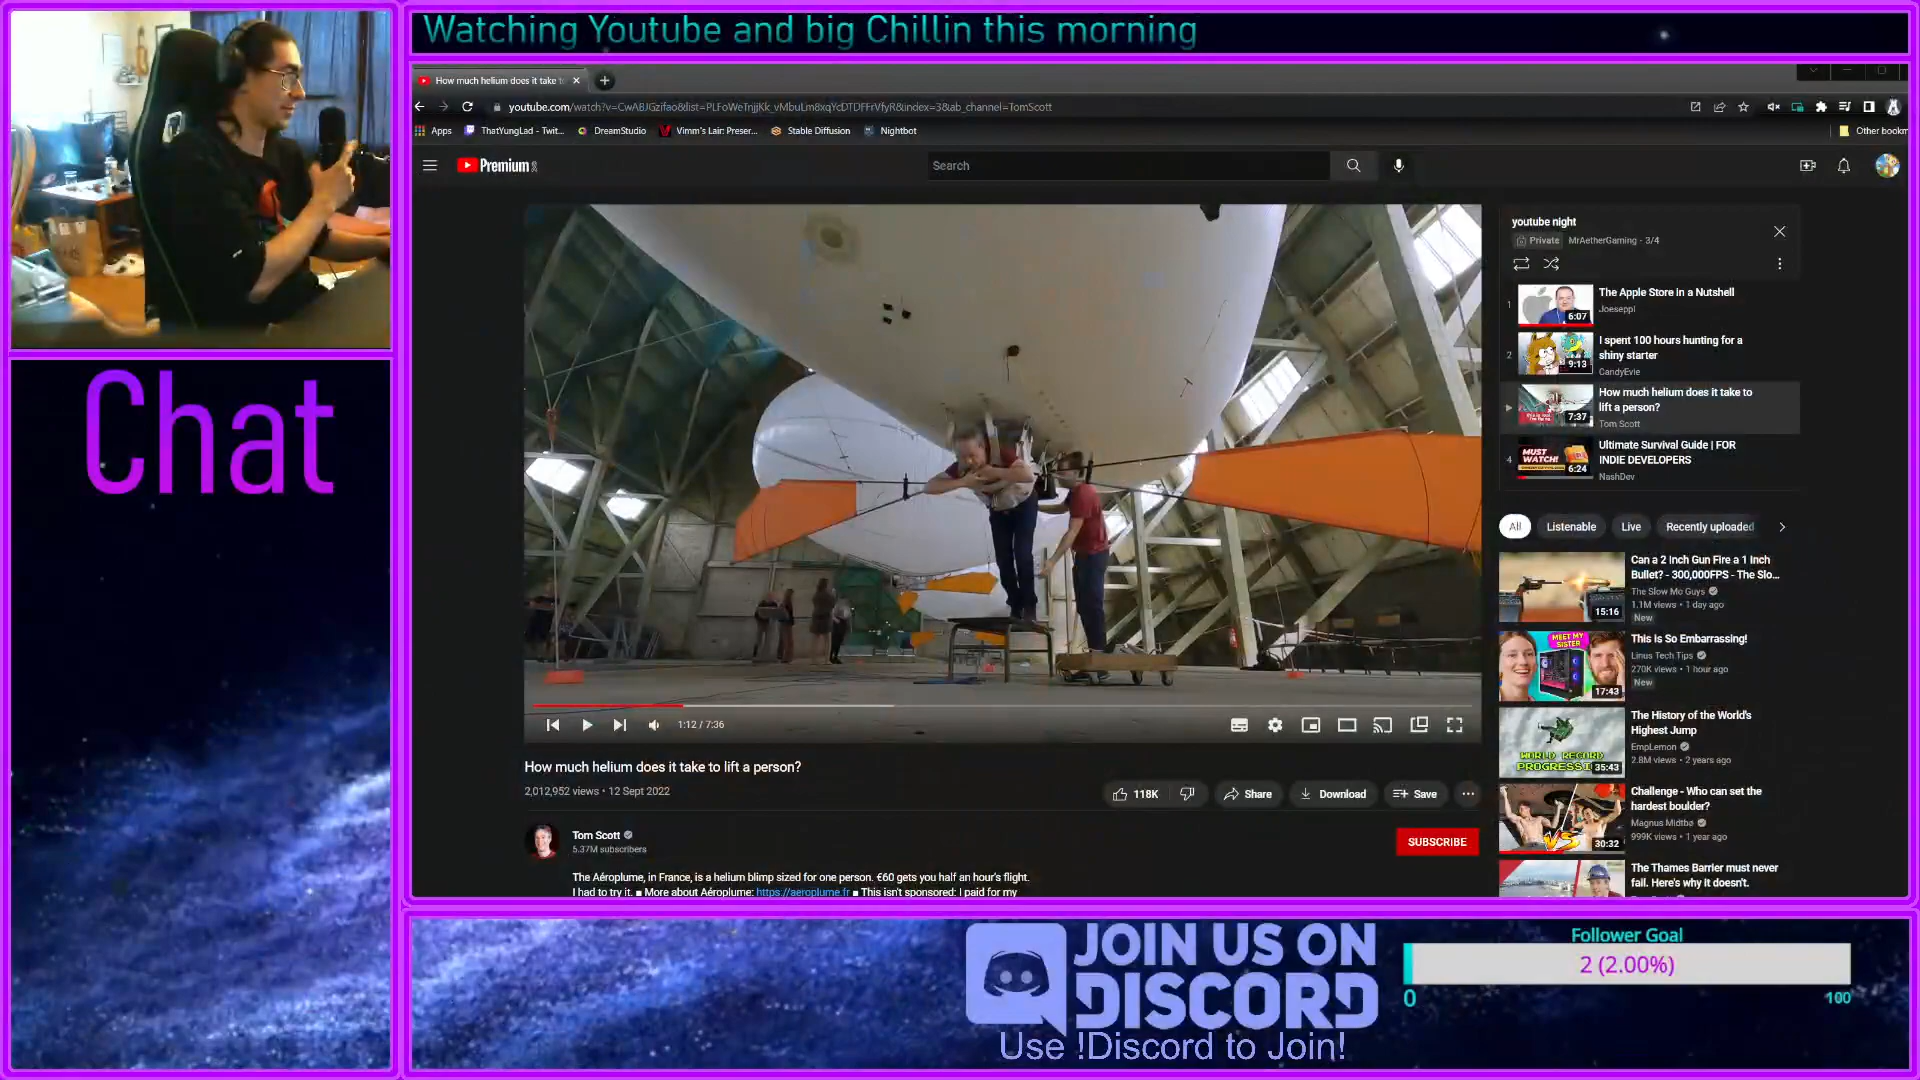 Watching Youtube and big Chillin this morning
How much helium does it take t
youtube.com/watch?v=CwABJGzifao&list=PLFoWeTnjjKk_vMbuLm8xqYcDTDFFrVfyR&index=3&ab_channel=TomScott
Apps
ThatYungLad - Twit...
DreamStudio
Vimm's Lair: Preser...
Stable Diffusion
Nightbot
Other bookm
Premium
Search
youtube night
Private MrAetherGaming - 3/4
1
The Apple Store in a Nutshell
Joeseppi
6:07
2
I spent 100 hours hunting for a
shiny starter
CandyEvie
9:13
How much helium does it take to
lift a person?
Tom Scott
7:37
4
Ultimate Survival Guide | FOR
INDIE DEVELOPERS
NashDev
MUST
WATCH!
6:24
All
Listenable
Live
Recently uploaded
Can a 2 Inch Gun Fire a 1 Inch
Bullet? - 300,000FPS - The Slo...
The Slow Mo Guys
1.1M views • 1 day ago
New
15:16
This is So Embarrassing!
Linus Tech Tips
270K views • 1 hour ago
New
MEET MY
SISTER
17:43
The History of the World's
Highest Jump
EmpLemon
2.8M views • 2 years ago
WORLD RECORD
PROGRESSI
35:43
Challenge - Who can set the
hardest boulder?
Magnus Midtbø
999K views • 1 year ago
VS
30:32
The Thames Barrier must never
fail. Here's why it doesn't.
1:12 / 7:36
How much helium does it take to lift a person?
2,012,952 views • 12 Sept 2022
118K
Share
Download
Save
Tom Scott
5.37M subscribers
SUBSCRIBE
The Aéroplume, in France, is a helium blimp sized for one person. €60 gets you half an hour's flight.
I had to try it. ■ More about Aéroplume: https://aeroplume.fr ■ This isn't sponsored: I paid for my
Chat
JOIN US ON
DISCORD
Use !Discord to Join!
Follower Goal
2 (2.00%)
0
100